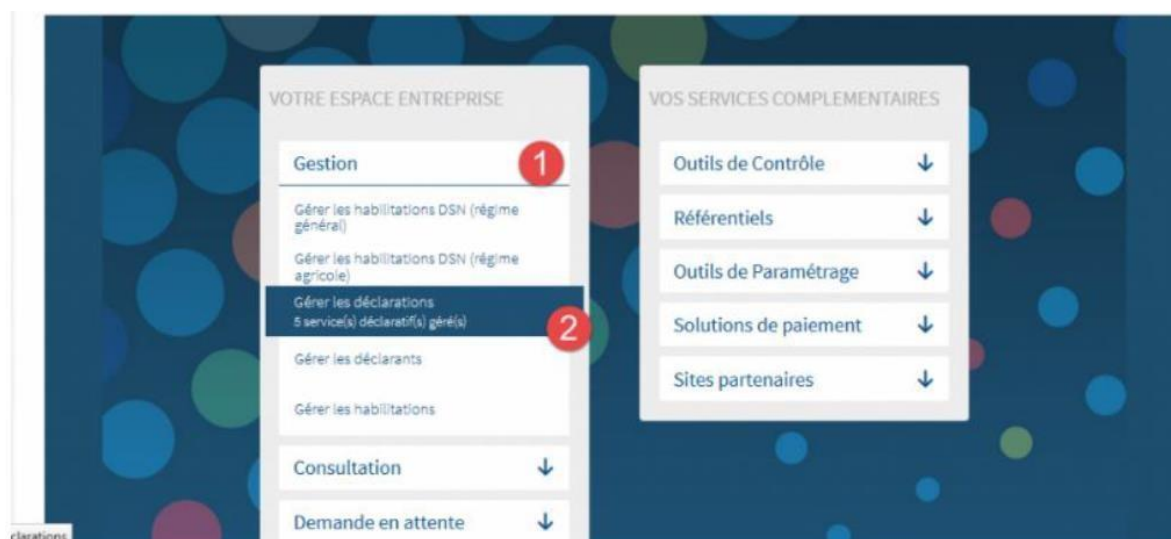 VOTRE ESPACE ENTREPRISE
Gestion
1
Gérer les habilitations DSN (régime
général)
Gérer les habilitations DSN (régime
agricole)
Gérer les déclarations
5 service(s) déclaratif(s) géré(s)
2
Gérer les déclarants
Gérer les habilitations
Consultation
Demande en attente
VOS SERVICES COMPLEMENTAIRES
Outils de Contrôle
Référentiels
Outils de Paramétrage
Solutions de paiement
Sites partenaires
clarations